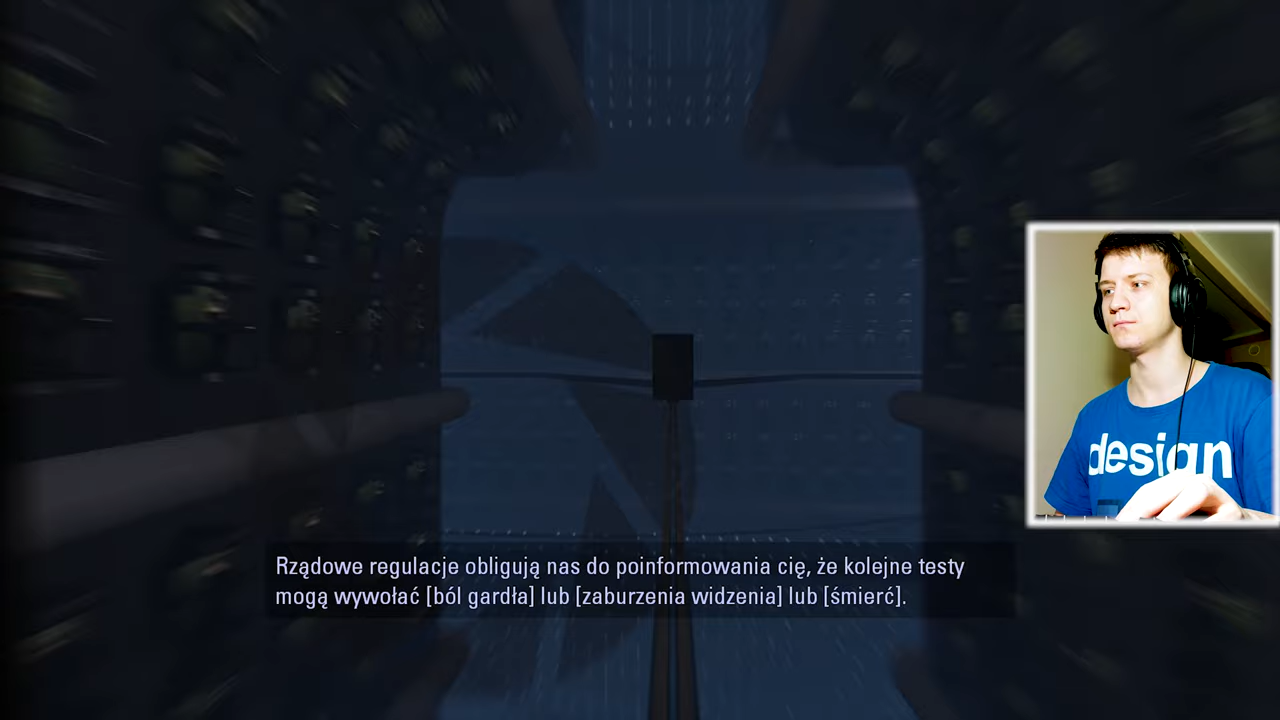 Rządowe regulacje obligują nas do poinformowania cię, że kolejne testy
mogą wywołać [ból gardła] lub [zaburzenia widzenia] lub [śmierć].
design